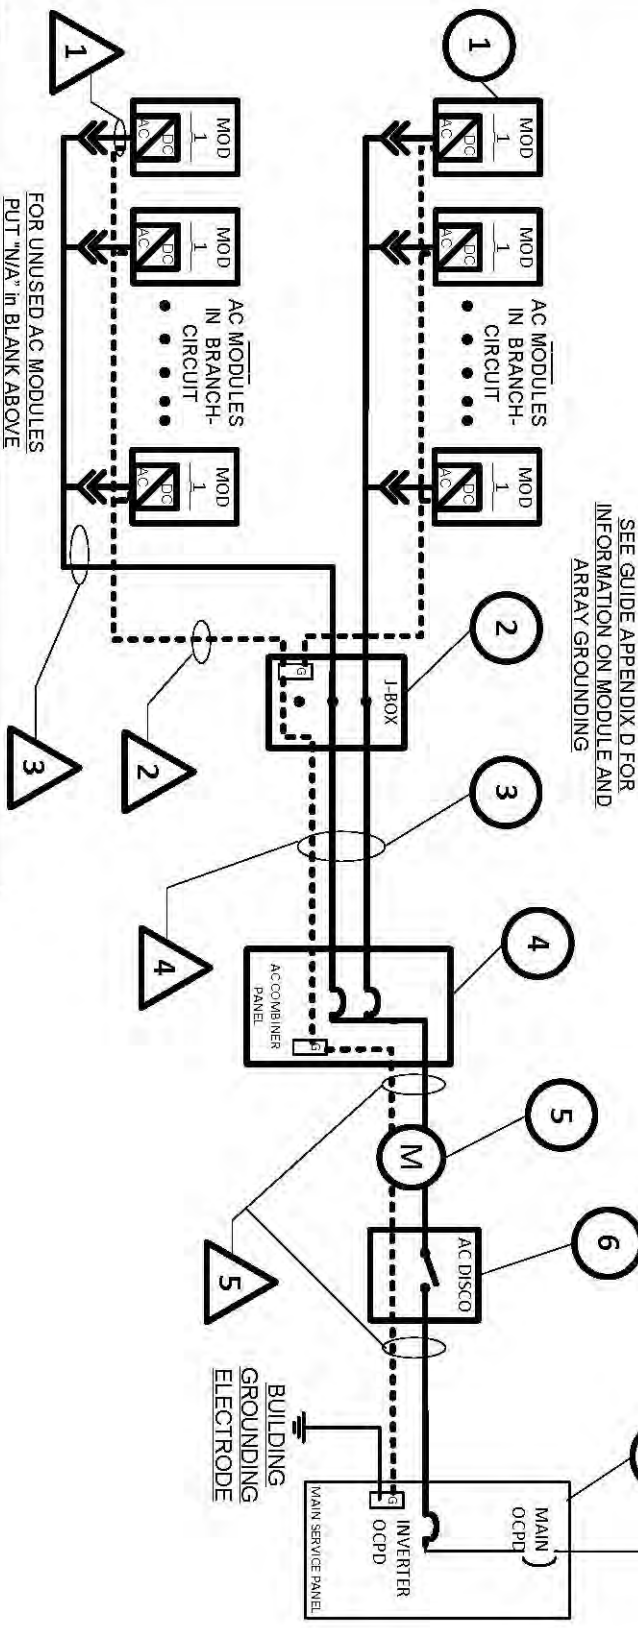 SEE GUIDE APPENDIX D FOR
INFORMATION ON MODULE AND
ARRAY GROUNDING
1
2
3
4
5
6
MOD
1
DC
AC
MOD
1
DC
AC
AC MODULES
IN BRANCH-
CIRCUIT
MOD
1
DC
AC
MOD
1
DC
AC
MOD
1
DC
AC
AC MODULES
IN BRANCH-
CIRCUIT
MOD
1
DC
AC
J-BOX
G
AC COMBINER
PANEL
G
M
AC DISCO
MAIN
OCPD
INVERTER
OCPD
G
MAIN SERVICE PANEL
BUILDING
GROUNDING
ELECTRODE
1
2
3
4
5
FOR UNUSED AC MODULES
PUT "N/A" in BLANK ABOVE